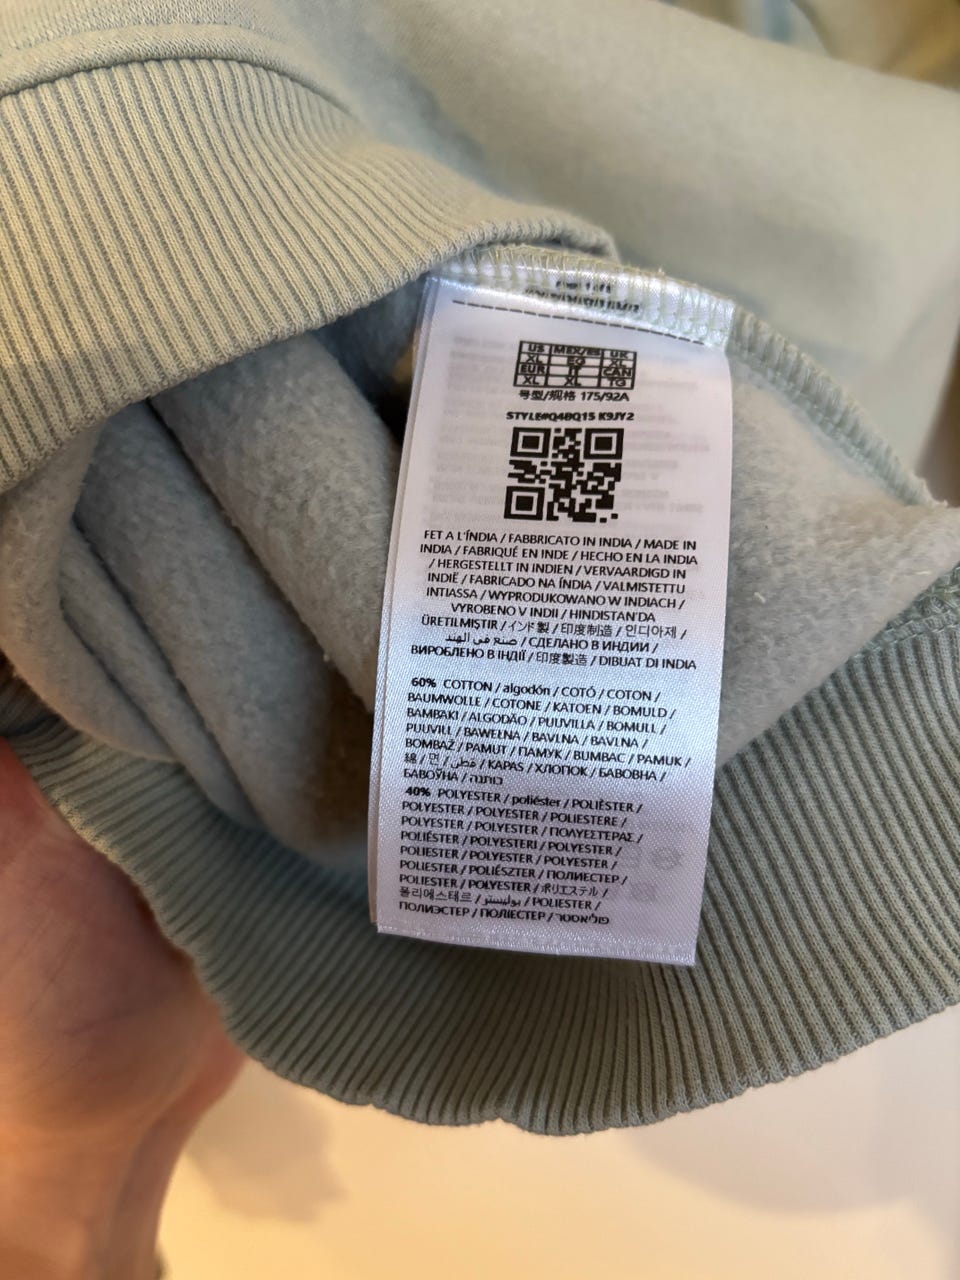 US MEX/ES UK
XL EG XL
EUR IT CAN
XL XL TG
号型/规格 175/92A
STYLE#Q4BQ15 K9JY2
FET A L'ÍNDIA / FABBRICATO IN INDIA / MADE IN
INDIA / FABRIQUÉ EN INDE / HECHO EN LA INDIA
/ HERGESTELLT IN INDIEN / VERVAARDIGD IN
INDIË / FABRICADO NA ÍNDIA / VALMISTETTU
INTIASSA / WYPRODUKOWANO W INDIACH /
VYROBENO V INDII / HINDISTAN'DA
ÜRETILMIŞTIR / インド製 / 印度制造 / 인디아제 /
صنع في الهند / СДЕЛАНО В ИНДИИ /
ВИРОБЛЕНО В ІНДІЇ / 印度製造 / DIBUAT DI INDIA
60% COTTON / algodón / COTÓ / COTON /
BAUMWOLLE / COTONE / KATOEN / BOMULD /
BAMBAKI / ALGODÃO / PUUVILLA / BOMULL /
PUUVILL / BAWEŁNA / BAVLNA / BAVLNA /
BOMBAŽ / PAMUT / ПАМУК / BUMBAC / PAMUK /
綿 / 면 / قطن / KAPAS / ХЛОПОК / БАВОВНА /
БАВОЎНА / כותנה
40% POLYESTER / poliéster / POLIÈSTER /
POLYESTER / POLYESTER / POLIESTERE /
POLYESTER / POLYESTER / ΠΟΛΥΕΣΤΕΡΑΣ /
POLIÉSTER / POLYESTERI / POLYESTER /
POLÜESTER / POLYESTER / POLYESTER /
POLIESTER / POLIÉSZTER / ПОЛИЕСТЕР /
POLIESTER / POLYESTER / ポリエステル /
폴리에스테르 / بوليستر / POLIESTER /
ПОЛИЭСТЕР / ПОЛІЕСТЕР / פוליאסטר